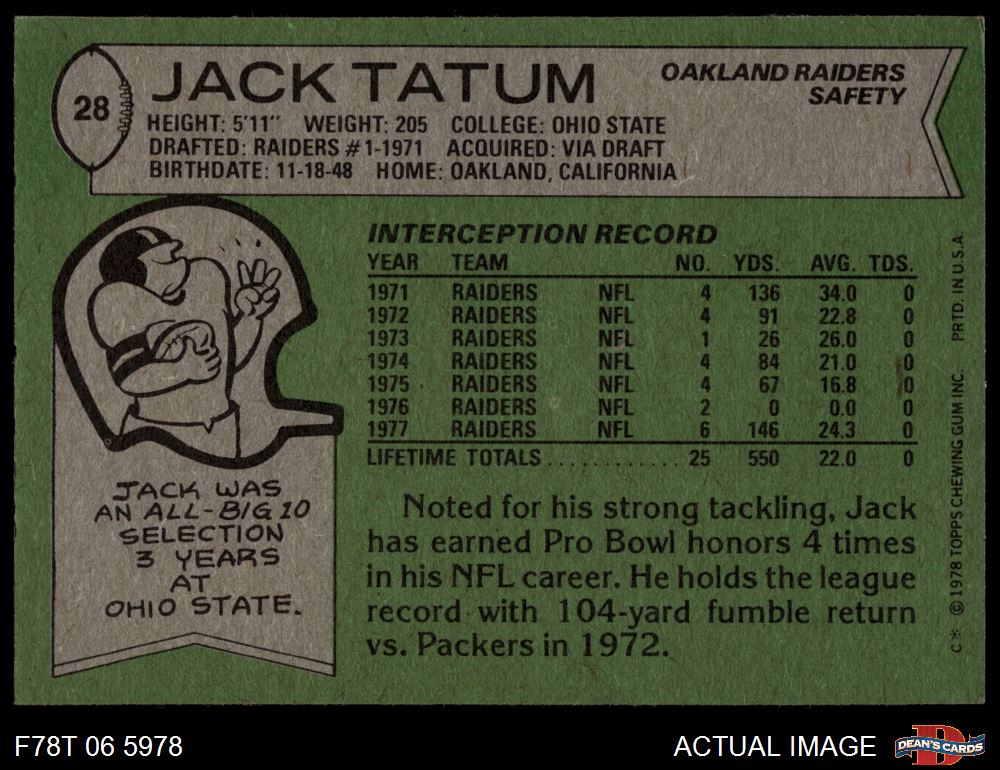 28
JACK TATUM
OAKLAND RAIDERS
SAFETY
HEIGHT: 5'11" WEIGHT: 205 COLLEGE: OHIO STATE
DRAFTED: RAIDERS #1-1971 ACQUIRED: VIA DRAFT
BIRTHDATE: 11-18-48 HOME: OAKLAND, CALIFORNIA
INTERCEPTION RECORD
YEAR TEAM NO. YDS. AVG. TDS.
1971 RAIDERS NFL 4 136 34.0 0
1972 RAIDERS NFL 4 91 22.8 0
1973 RAIDERS NFL 1 26 26.0 0
1974 RAIDERS NFL 4 84 21.0 0
1975 RAIDERS NFL 4 67 16.8 0
1976 RAIDERS NFL 2 0 0.0 0
1977 RAIDERS NFL 6 146 24.3 0
LIFETIME TOTALS............ 25 550 22.0 0
JACK WAS
AN ALL-BIG 10
SELECTION
3 YEARS
AT
OHIO STATE.
Noted for his strong tackling, Jack
has earned Pro Bowl honors 4 times
in his NFL career. He holds the league
record with 104-yard fumble return
vs. Packers in 1972.
C* © 1978 TOPPS CHEWING GUM INC. PRTD. IN U.S.A.
F78T 06 5978
ACTUAL IMAGE
D
DEAN'S CARDS